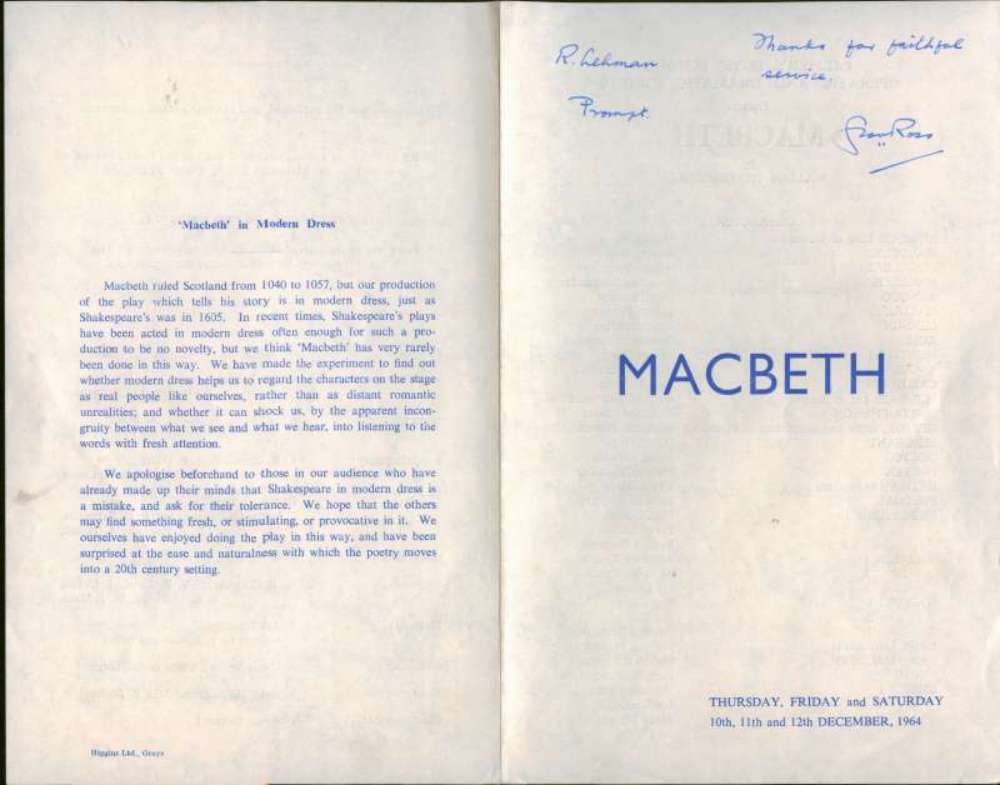 'Macbeth' in Modern Dress
Macbeth ruled Scotland from 1040 to 1057, but our production
of the play which tells his story is in modern dress, just as
Shakespeare's was in 1605. In recent times, Shakespeare's plays
have been acted in modern dress often enough for such a pro-
duction to be no novelty, but we think 'Macbeth' has very rarely
been done in this way. We have made the experiment to find out
whether modern dress helps us to regard the characters on the stage
as real people like ourselves, rather than as distant romantic
unrealities; and whether it can shock us, by the apparent incon-
gruity between what we see and what we hear, into listening to the
words with fresh attention.
We apologise beforehand to those in our audience who have
already made up their minds that Shakespeare in modern dress is
a mistake, and ask for their tolerance. We hope that the others
may find something fresh, or stimulating, or provocative in it. We
ourselves have enjoyed doing the play in this way, and have been
surprised at the ease and naturalness with which the poetry moves
into a 20th century setting.
Higgins Ltd., Grays
R. Lehman
Prompt.
Thanks for faithful
service
Ross
MACBETH
THURSDAY, FRIDAY and SATURDAY
10th, 11th and 12th DECEMBER, 1964